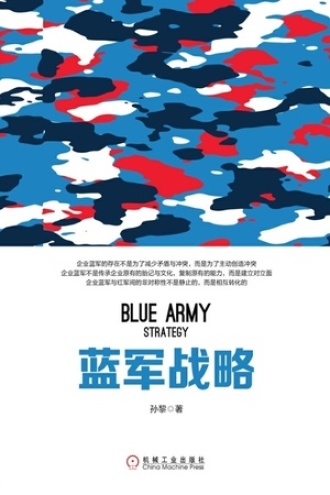 企业蓝军的存在不是为了减少矛盾与冲突，而是为了主动创造冲突
企业蓝军不是传承企业原有的胎记与文化、复制原有的能力，而是建立对立面
企业蓝军与红军间的非对称性不是静止的，而是相互转化的
BLUE ARMY
STRATEGY
蓝军战略
孙黎◎著
机械工业出版社
China Machine Press